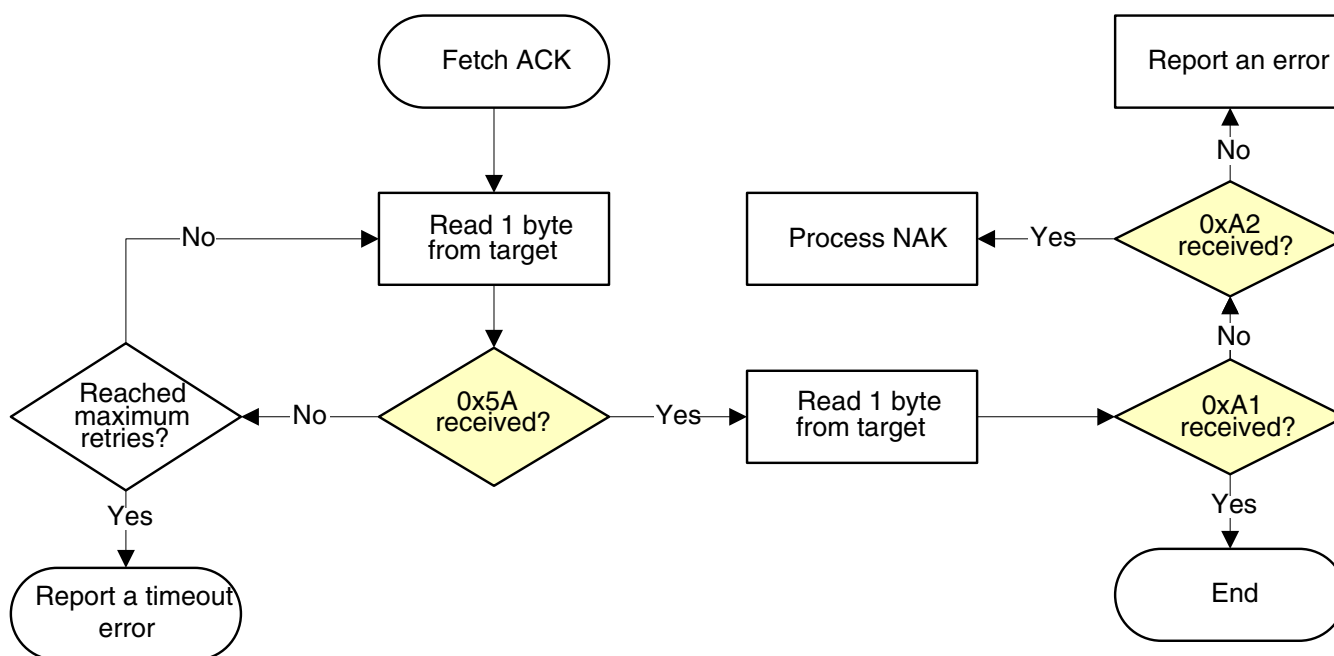 Fetch ACK
Report an error
No
Read 1 byte
from target
No
Process NAK
Yes
0xA2
received?
No
Reached
maximum
retries?
No
0x5A
received?
Yes
Read 1 byte
from target
0xA1
received?
Yes
Yes
Report a timeout
error
End